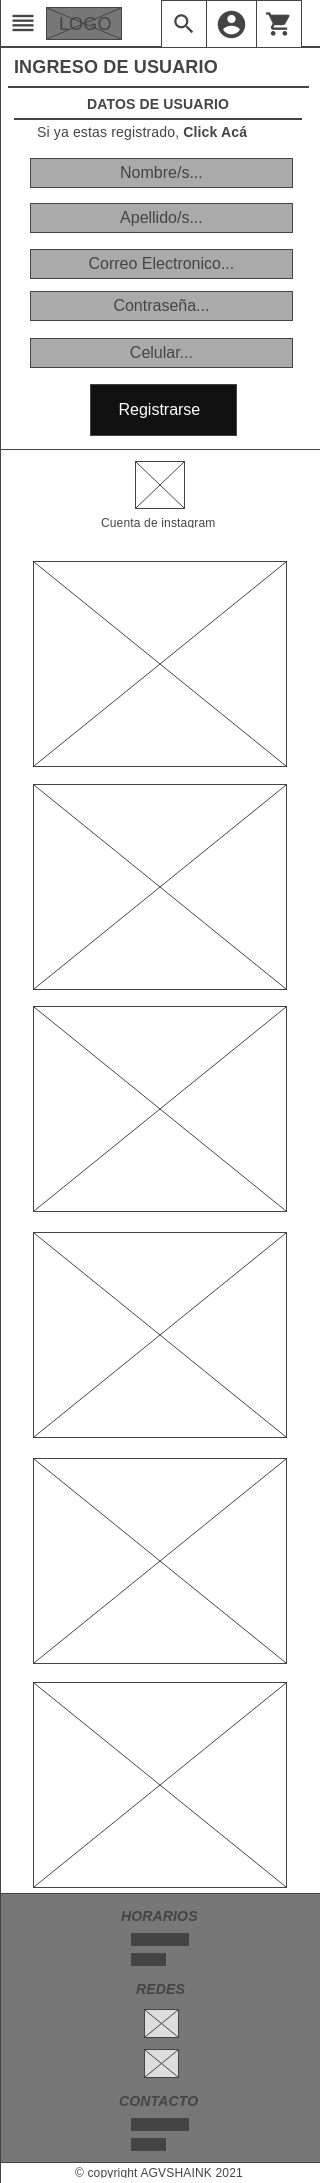 LOGO
INGRESO DE USUARIO
DATOS DE USUARIO
Si ya estas registrado, Click Acá
Nombre/s...
Apellido/s...
Correo Electronico...
Contraseña...
Celular...
Registrarse
Cuenta de instagram
HORARIOS
REDES
CONTACTO
© copyright AGVSHAINK 2021